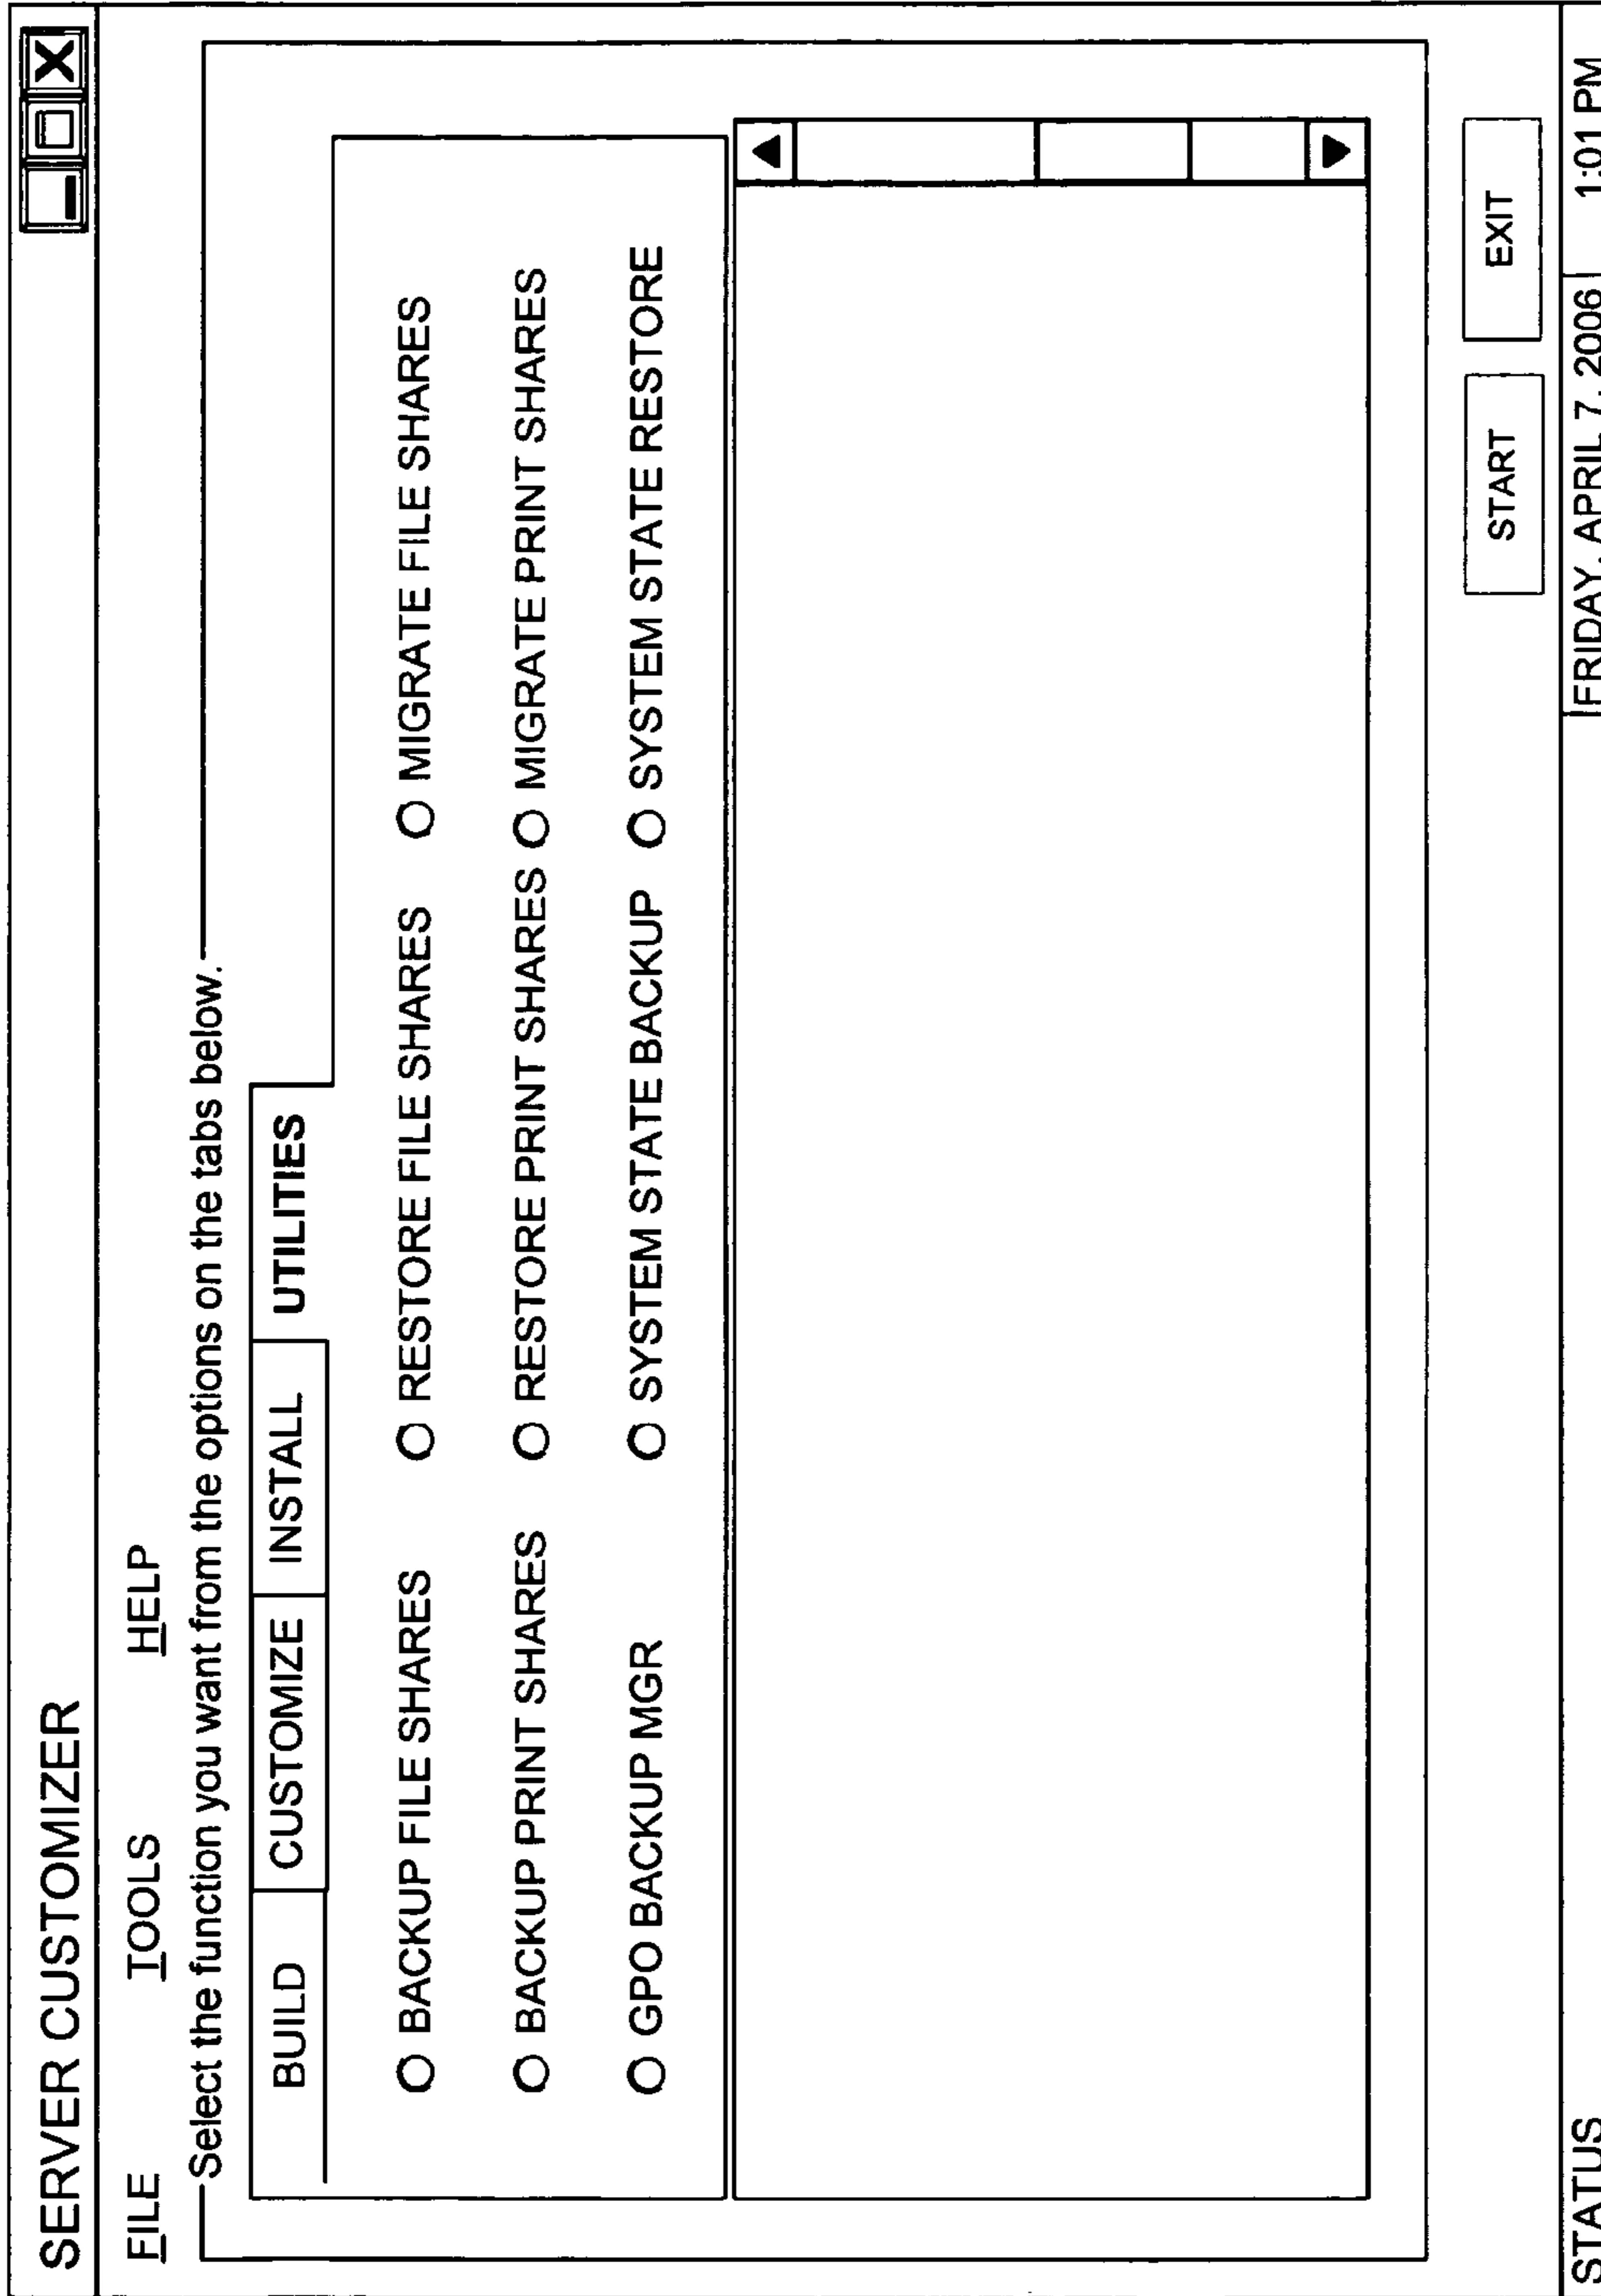 SERVER CUSTOMIZER
FILE TOOLS HELP
Select the function you want from the options on the tabs below.
BUILD CUSTOMIZE INSTALL UTILITIES
BACKUP FILE SHARES RESTORE FILE SHARES MIGRATE FILE SHARES
BACKUP PRINT SHARES RESTORE PRINT SHARES MIGRATE PRINT SHARES
GPO BACKUP MGR SYSTEM STATE BACKUP SYSTEM STATE RESTORE
START EXIT
STATUS FRIDAY, APRIL 7, 2006 1:01 PM